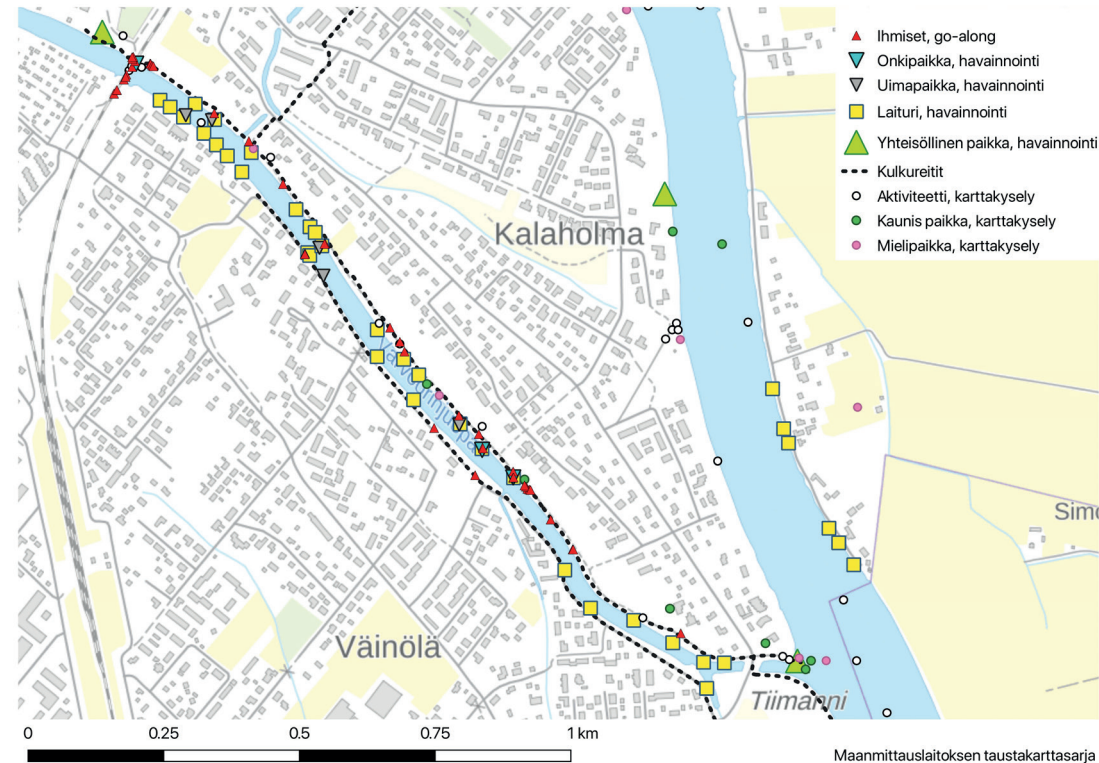 Ihmiset, go-along
Onkipaikka, havainnointi
Uimapaikka, havainnointi
Laituri, havainnointi
Yhteisöllinen paikka, havainnointi
Kulkureitit
Aktiviteetti, karttakysely
Kaunis paikka, karttakysely
Mielipaikka, karttakysely
Kalaholma
Simo
Väinölä
Tiimanni
0 0.25 0.5 0.75 1 km
Maanmittauslaitoksen taustakarttasarja